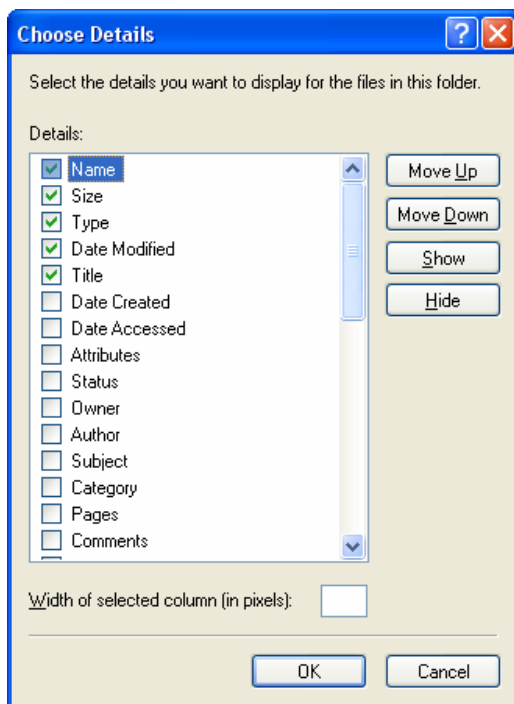 Choose Details
Select the details you want to display for the files in this folder.
Details:
Name
Size
Type
Date Modified
Title
Date Created
Date Accessed
Attributes
Status
Owner
Author
Subject
Category
Pages
Comments
Move Up
Move Down
Show
Hide
Width of selected column (in pixels):
OK
Cancel